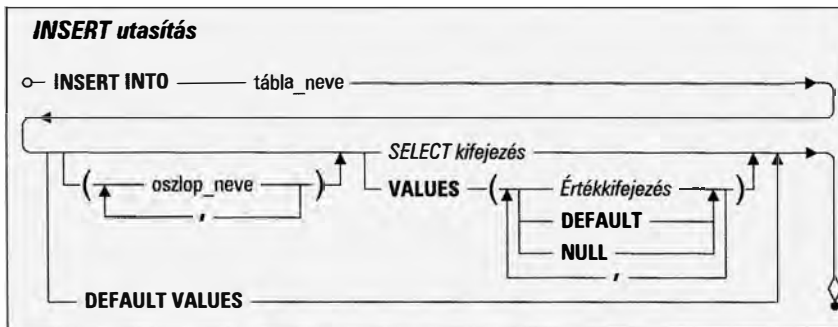 INSERT utasítás
INSERT INTO tábla_neve
SELECT kifejezés
( oszlop_neve ) VALUES ( Értékkifejezés )
, DEFAULT
NULL
,
DEFAULT VALUES